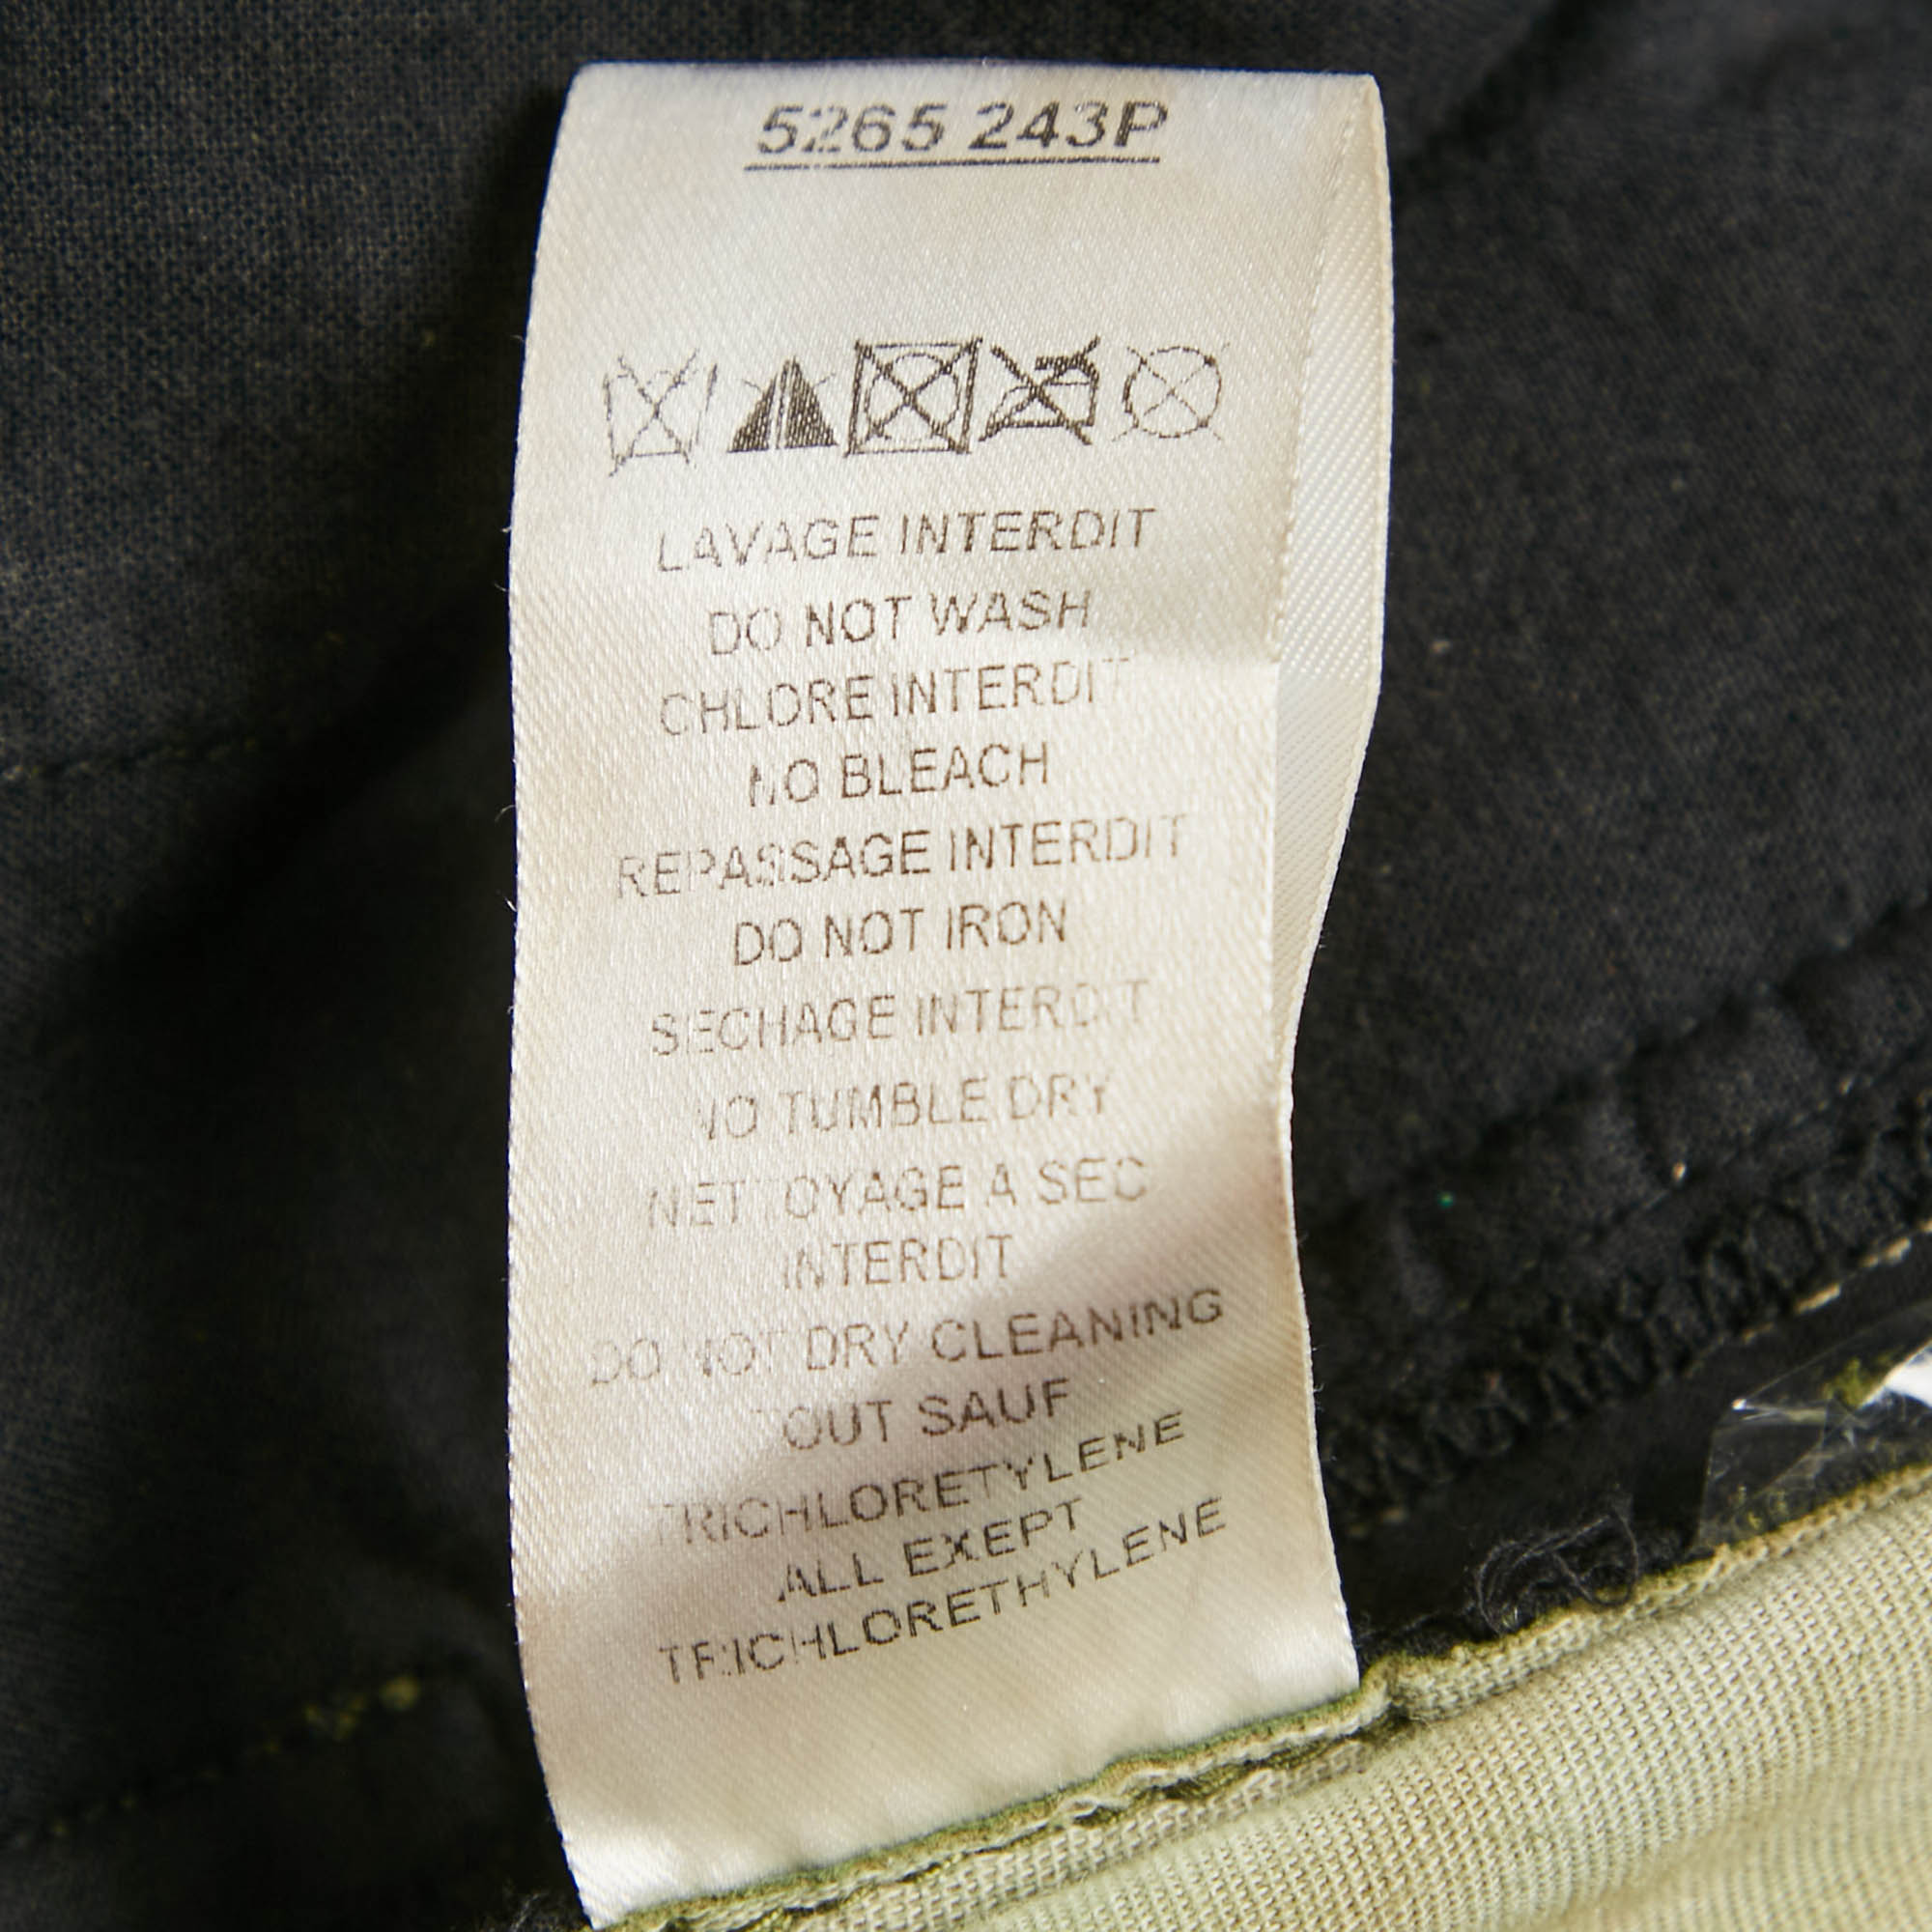 5265 243P
LAVAGE INTERDIT
DO NOT WASH
CHLORE INTERDIT
NO BLEACH
REPASSAGE INTERDIT
DO NOT IRON
SECHAGE INTERDIT
NO TUMBLE DRY
NETTOYAGE A SEC
INTERDIT
DO NOT DRY CLEANING
TOUT SAUF
TRICHLORETYLENE
ALL EXEPT
TRICHLORETHYLENE